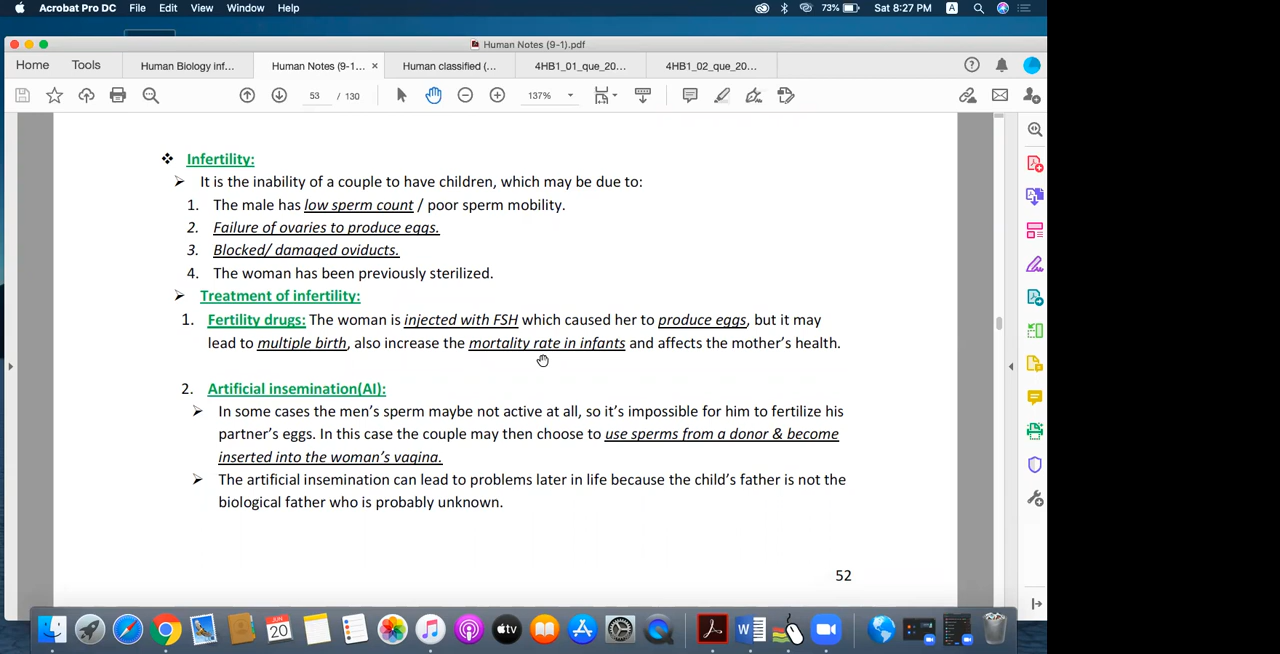 Acrobat Pro DC File Edit View Window Help 73% Sat 8:27 PM A
Human Notes (9-1).pdf
Home Tools Human Biology inf... Human Notes (9-1... × Human classified (... 4HB1_01_que_20... 4HB1_02_que_20...
53 / 130 137%
❖ Infertility:
➢ It is the inability of a couple to have children, which may be due to:
1. The male has low sperm count / poor sperm mobility.
2. Failure of ovaries to produce eggs.
3. Blocked/ damaged oviducts.
4. The woman has been previously sterilized.
➢ Treatment of infertility:
1. Fertility drugs: The woman is injected with FSH which caused her to produce eggs, but it may
lead to multiple birth, also increase the mortality rate in infants and affects the mother's health.
2. Artificial insemination(AI):
➢ In some cases the men's sperm maybe not active at all, so it's impossible for him to fertilize his
partner's eggs. In this case the couple may then choose to use sperms from a donor & become
inserted into the woman's vagina.
➢ The artificial insemination can lead to problems later in life because the child's father is not the
biological father who is probably unknown.
52
JUN
20
tv
W